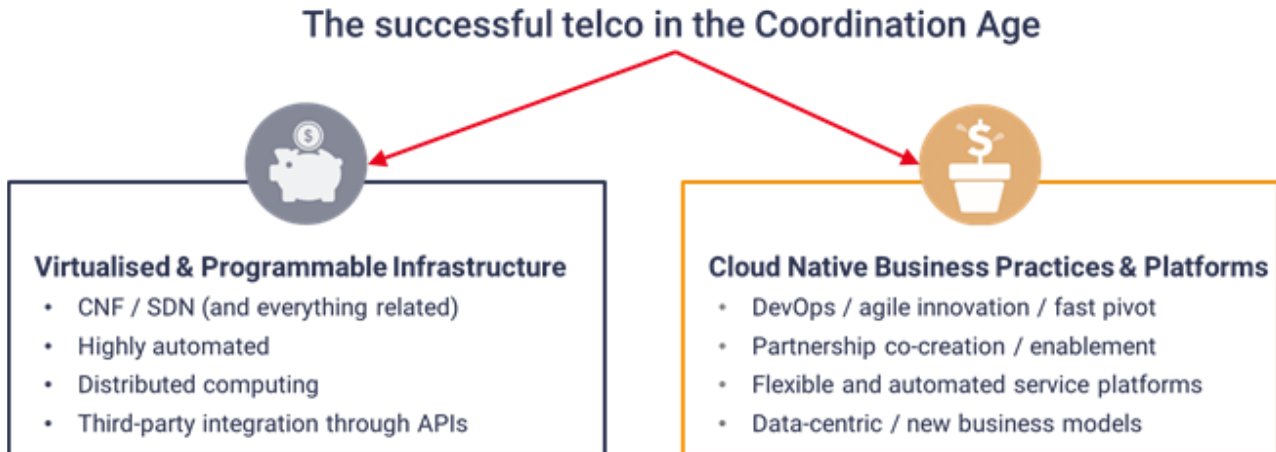 The successful telco in the Coordination Age
$
$
Virtualised & Programmable Infrastructure
• CNF / SDN (and everything related)
• Highly automated
• Distributed computing
• Third-party integration through APIs
Cloud Native Business Practices & Platforms
• DevOps / agile innovation / fast pivot
• Partnership co-creation / enablement
• Flexible and automated service platforms
• Data-centric / new business models